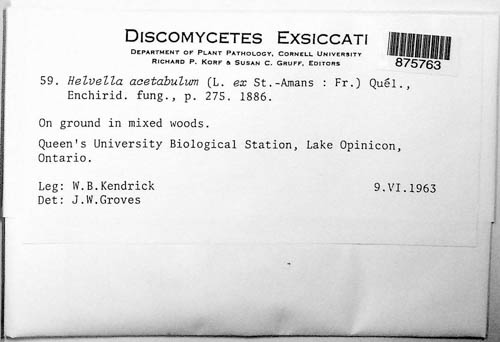 DISCOMYCETES EXSICCATI
DEPARTMENT OF PLANT PATHOLOGY, CORNELL UNIVERSITY
RICHARD P. KORF & SUSAN C. GRUFF, EDITORS
875763
59. Helvella acetabulum (L. ex St.-Amans : Fr.) Quél.,
Enchirid. fung., p. 275. 1886.
On ground in mixed woods.
Queen's University Biological Station, Lake Opinicon,
Ontario.
Leg: W.B.Kendrick 9.VI.1963
Det: J.W.Groves